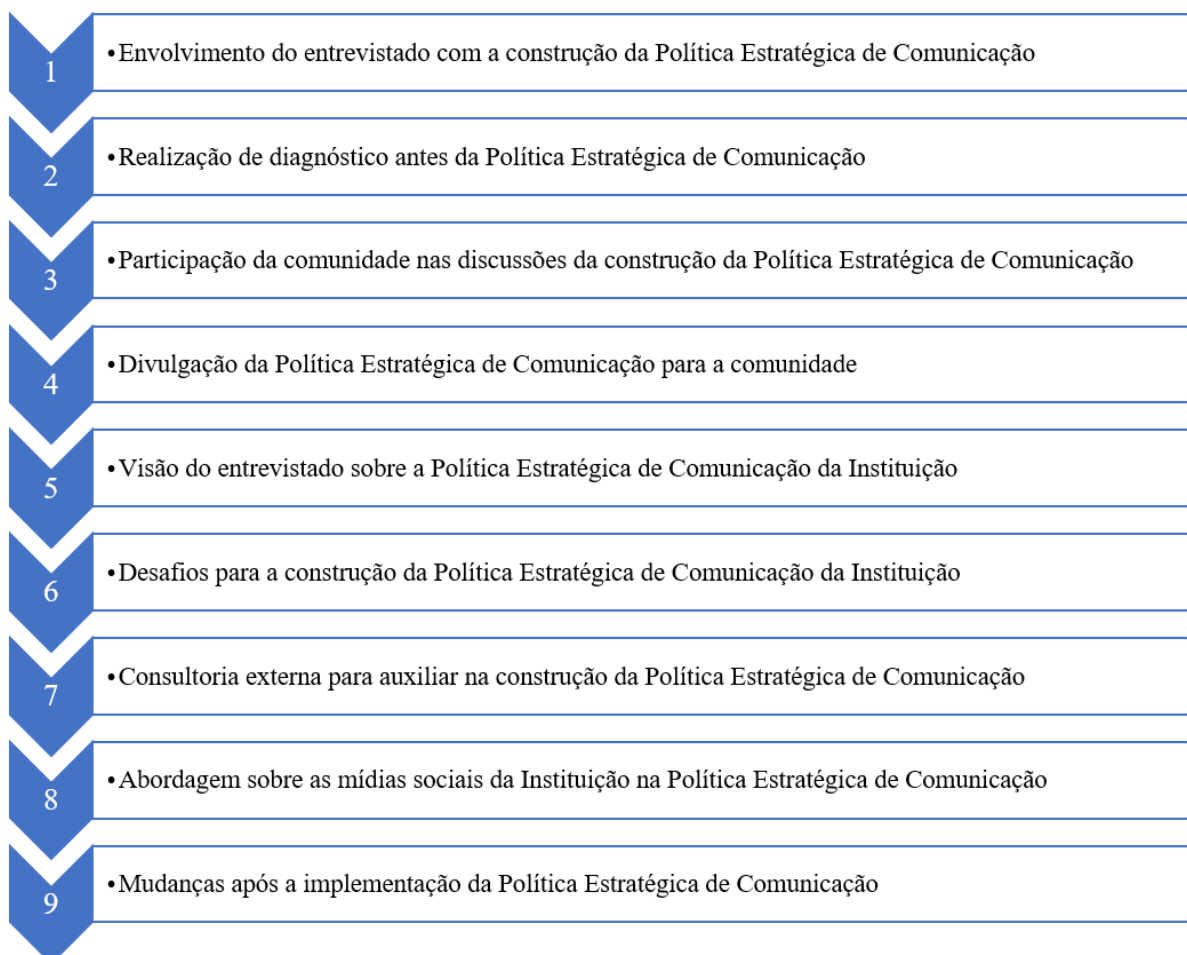 1
•Envolvimento do entrevistado com a construção da Política Estratégica de Comunicação
2
•Realização de diagnóstico antes da Política Estratégica de Comunicação
3
•Participação da comunidade nas discussões da construção da Política Estratégica de Comunicação
4
•Divulgação da Política Estratégica de Comunicação para a comunidade
5
•Visão do entrevistado sobre a Política Estratégica de Comunicação da Instituição
6
•Desafios para a construção da Política Estratégica de Comunicação da Instituição
7
•Consultoria externa para auxiliar na construção da Política Estratégica de Comunicação
8
•Abordagem sobre as mídias sociais da Instituição na Política Estratégica de Comunicação
9
•Mudanças após a implementação da Política Estratégica de Comunicação